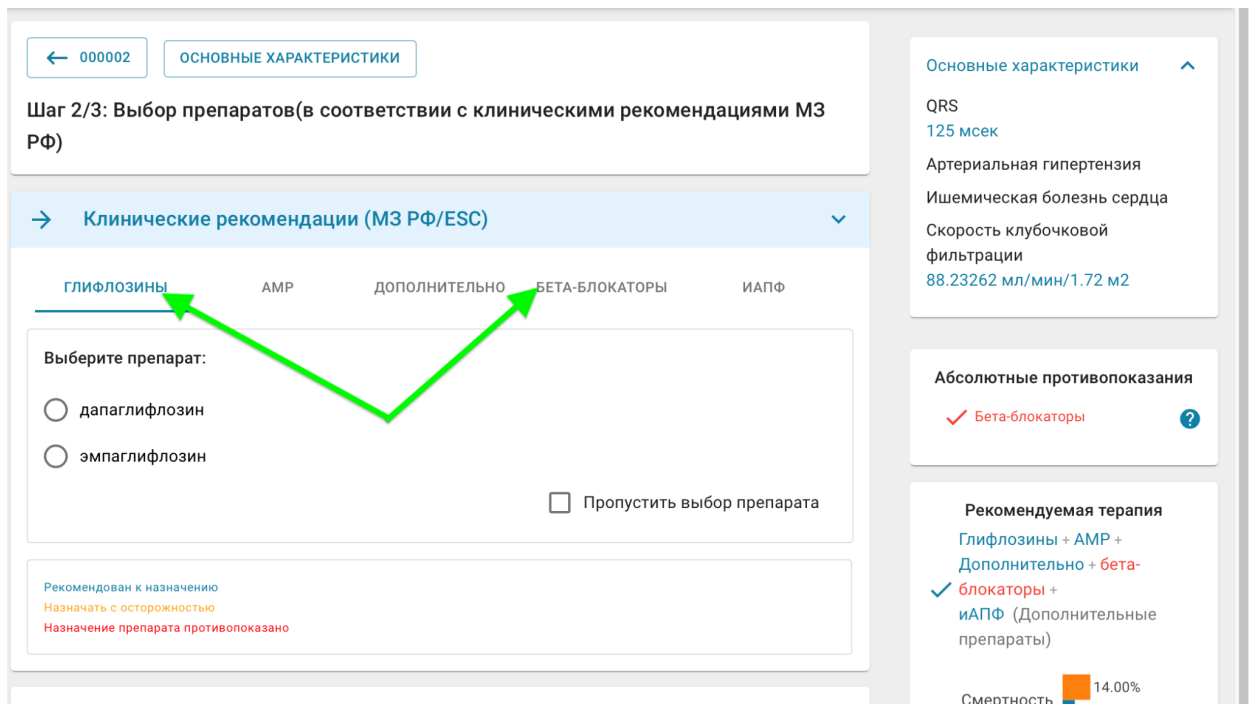 ← 000002 ОСНОВНЫЕ ХАРАКТЕРИСТИКИ
Шаг 2/3: Выбор препаратов(в соответствии с клиническими рекомендациями МЗ
РФ)
→ Клинические рекомендации (МЗ РФ/ESC)
ГЛИФЛОЗИНЫ АМР ДОПОЛНИТЕЛЬНО БЕТА-БЛОКАТОРЫ ИАПФ
Выберите препарат:
дапаглифлозин
эмпаглифлозин
Пропустить выбор препарата
Рекомендован к назначению
Назначать с осторожностью
Назначение препарата противопоказано
Основные характеристики
QRS
125 мсек
Артериальная гипертензия
Ишемическая болезнь сердца
Скорость клубочковой
фильтрации
88.23262 мл/мин/1.72 м2
Абсолютные противопоказания
Бета-блокаторы ?
Рекомендуемая терапия
Глифлозины + АМР +
Дополнительно + бета-
блокаторы +
иАПФ (Дополнительные
препараты)
14.00%
Смертность